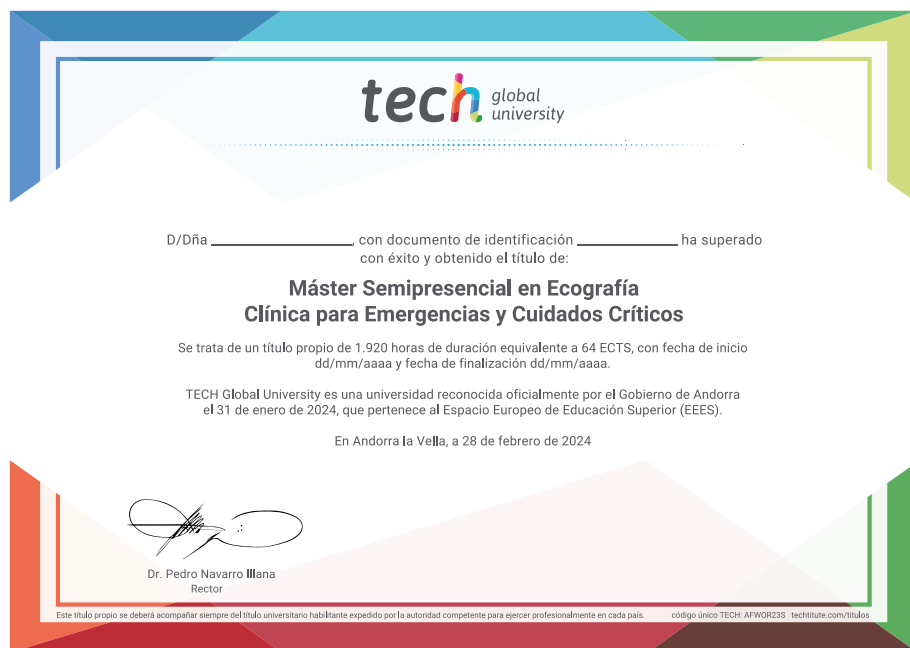 tech global
university
D/Dña ____________________, con documento de identificación ______________ ha superado
con éxito y obtenido el título de:
Máster Semipresencial en Ecografía
Clínica para Emergencias y Cuidados Críticos
Se trata de un título propio de 1.920 horas de duración equivalente a 64 ECTS, con fecha de inicio
dd/mm/aaaa y fecha de finalización dd/mm/aaaa.
TECH Global University es una universidad reconocida oficialmente por el Gobierno de Andorra
el 31 de enero de 2024, que pertenece al Espacio Europeo de Educación Superior (EEES).
En Andorra la Vella, a 28 de febrero de 2024
Dr. Pedro Navarro Illana
Rector
Este título propio se deberá acompañar siempre del título universitario habilitante expedido por la autoridad competente para ejercer profesionalmente en cada país. código único TECH: AFWOR23S techtitute.com/titulos